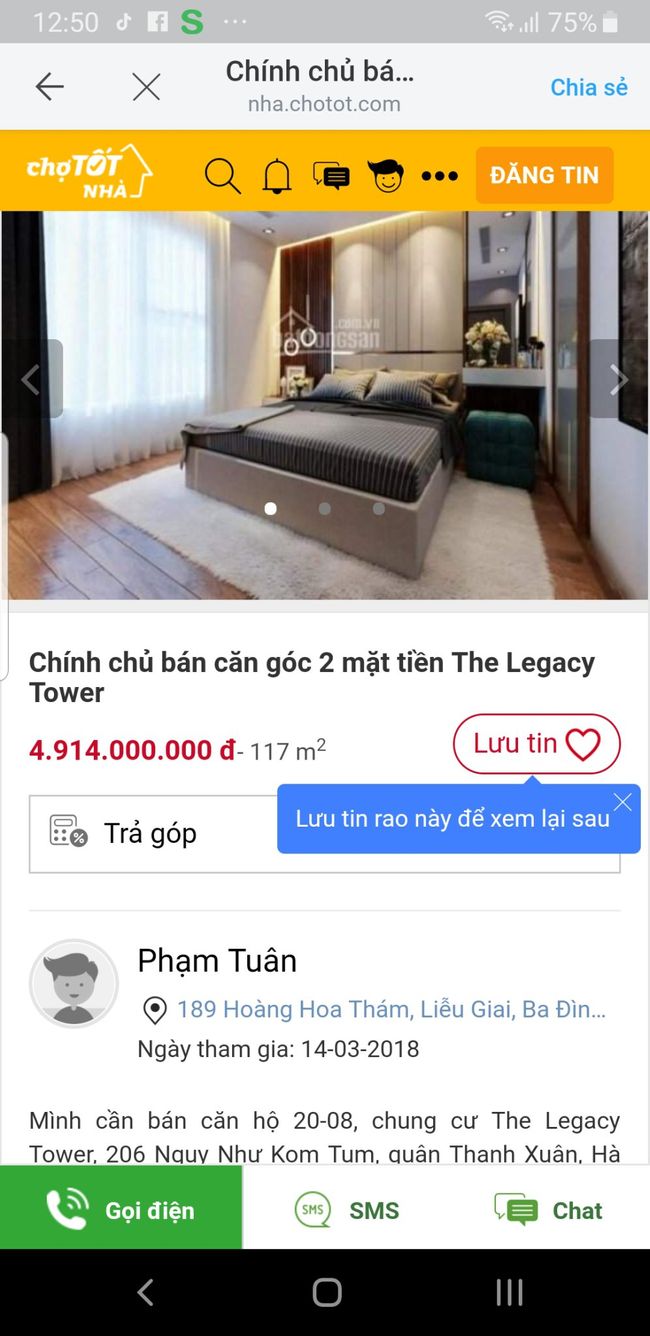 12:50
75%
Chính chủ bá...
nha.chotot.com
Chia sẻ
chợTỐT
NHÀ
ĐĂNG TIN
.com.vn
Chính chủ bán căn góc 2 mặt tiền The Legacy
Tower
4.914.000.000 đ- 117 m²
Lưu tin
Trả góp
Lưu tin rao này để xem lại sau
Phạm Tuân
189 Hoàng Hoa Thám, Liễu Giai, Ba Đìn...
Ngày tham gia: 14-03-2018
Mình cần bán căn hộ 20-08, chung cư The Legacy
Tower, 206 Nguy Như Kom Tum, quân Thanh Xuân, Hà
Gọi điện
SMS
SMS
Chat